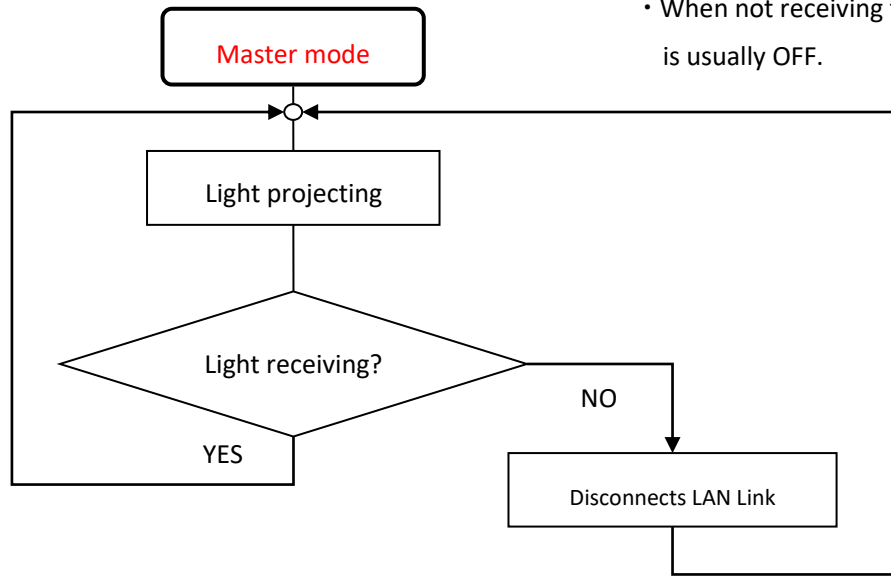 ・When not receiving
is usually OFF.
Master mode
Light projecting
Light receiving?
NO
YES
Disconnects LAN Link